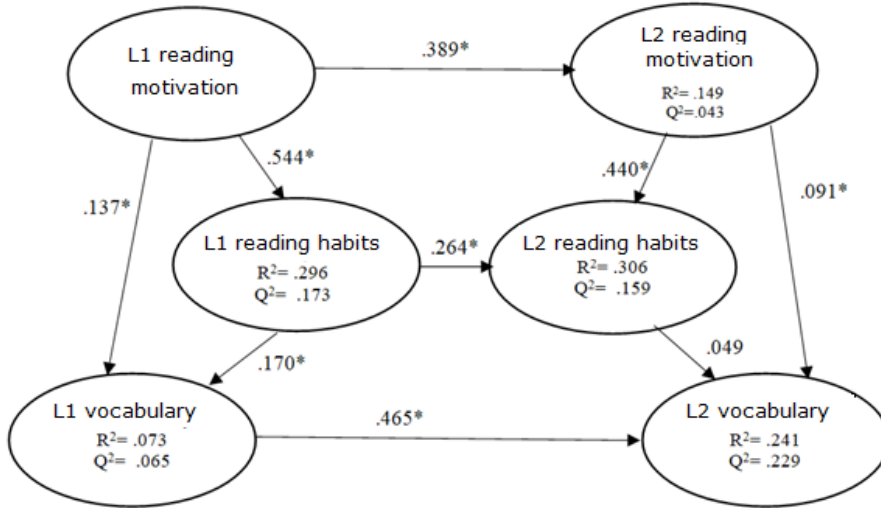 L1 reading
motivation
.389*
L2 reading
motivation
R²= .149
Q²=.043
.137*
.544*
.440*
.091*
L1 reading habits
R²= .296
Q²= .173
.264*
L2 reading habits
R²= .306
Q²= .159
.170*
.049
L1 vocabulary
R²= .073
Q²= .065
.465*
L2 vocabulary
R²= .241
Q²= .229